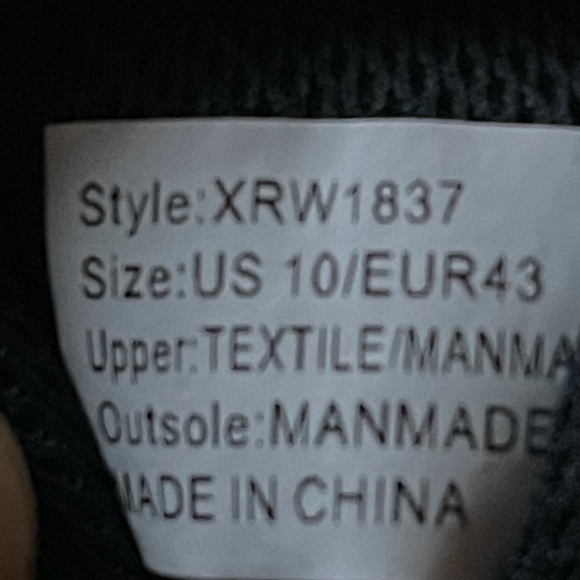 Style:XRW1837
Size:US 10/EUR43
Upper:TEXTILE/MANMA
Outsole:MANMADE
MADE IN CHINA